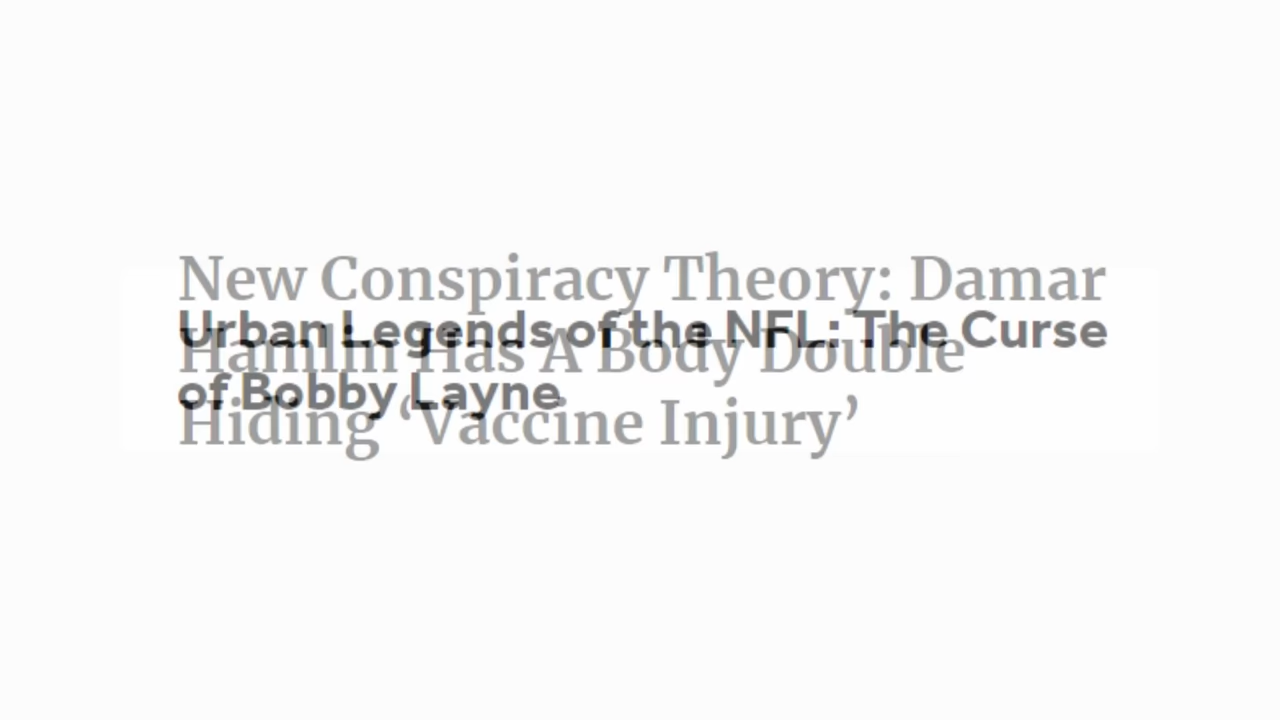 New Conspiracy Theory: Damar
Urban Legends of the NFL: The Curse
Hamlin Has A Body Double
of Bobby Layne
Hiding ‘Vaccine Injury’